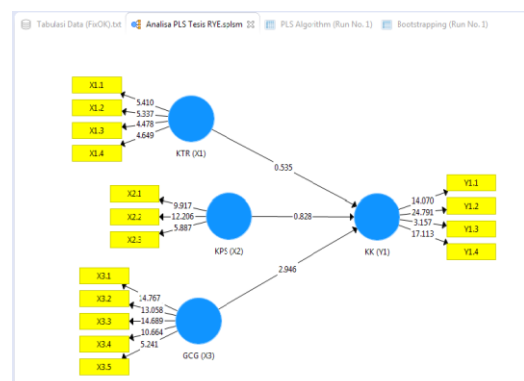 Tabulasi Data (FixOK).txt
Analisa PLS Tesis RYE.splsm
PLS Algorithm (Run No. 1)
Bootstrapping (Run No. 1)
X1.1
X1.2
X1.3
X1.4
5.410
5.337
4.478
4.649
KTR (X1)
0.535
X2.1
X2.2
X2.3
9.917
12.206
5.887
KPS (X2)
0.828
X3.1
X3.2
X3.3
X3.4
X3.5
14.767
13.058
14.689
10.664
5.241
GCG (X3)
2.946
KK (Y1)
14.070
24.791
3.157
17.113
Y1.1
Y1.2
Y1.3
Y1.4